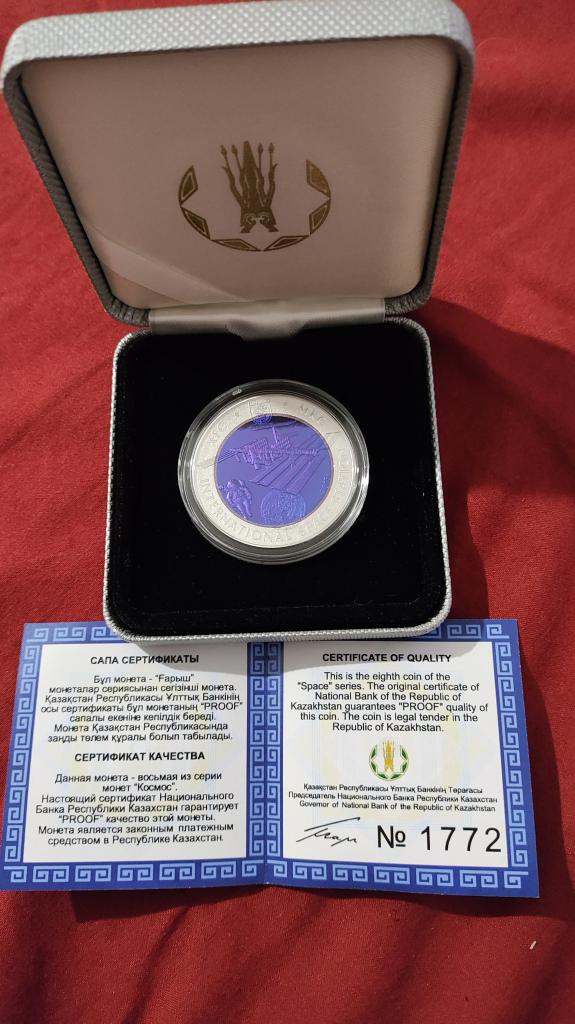 ХҒС * МКС
INTERNATIONAL SPACE
САПА СЕРТИФИКАТЫ
Бұл монета - "Ғарыш"
монеталар сериясынан сегізінші монета.
Қазақстан Республикасы Ұлттық Банкінің
осы сертификаты бұл монетаның "PROOF"
сапалы екеніне кепілдік береді.
Монета Қазақстан Республикасында
заңды төлем құралы болып табылады.
СЕРТИФИКАТ КАЧЕСТВА
Данная монета - восьмая из серии
монет "Космос".
Настоящий сертификат Национального
Банка Республики Казахстан гарантирует
"PROOF" качество этой монеты.
Монета является законным платежным
средством в Республике Казахстан.
CERTIFICATE OF QUALITY
This is the eighth coin of the
"Space" series. The original certificate of
National Bank of the Republic of
Kazakhstan guarantees "PROOF" quality of
this coin. The coin is legal tender in the
Republic of Kazakhstan.
Қазақстан Республикасы Ұлттық Банкінің Төрағасы
Председатель Национального Банка Республики Казахстан
Governor of National Bank of the Republic of Kazakhstan
№ 1772